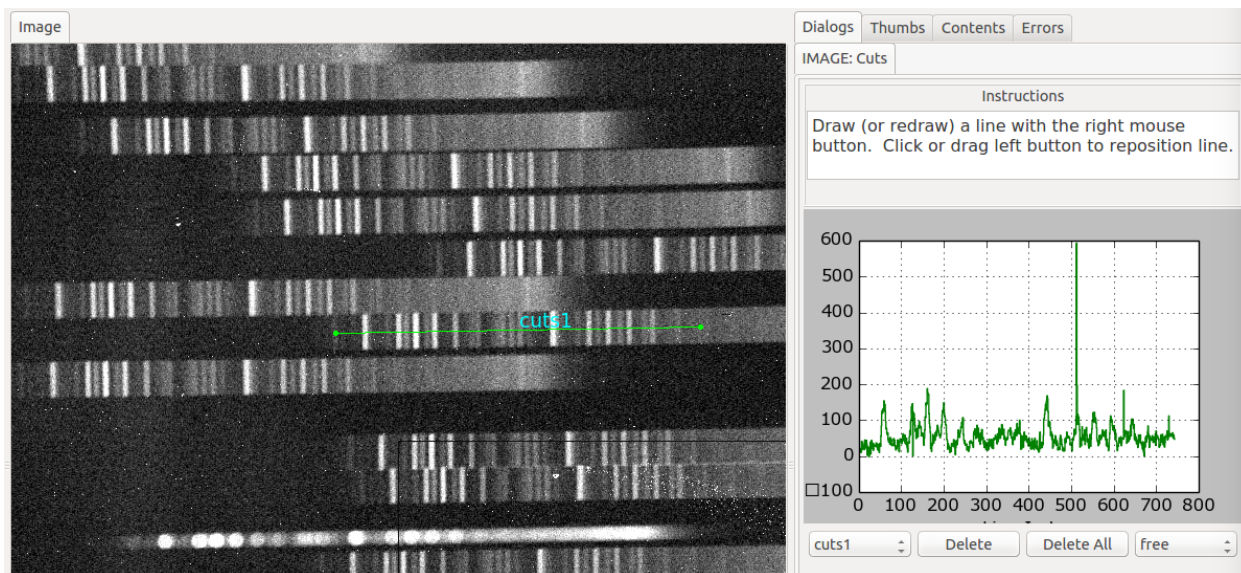 Image
cuts1
Dialogs Thumbs Contents Errors
IMAGE: Cuts
Instructions
Draw (or redraw) a line with the right mouse
button. Click or drag left button to reposition line.
600
500
400
300
200
100
0
□100
0 100 200 300 400 500 600 700 800
cuts1 Delete Delete All free